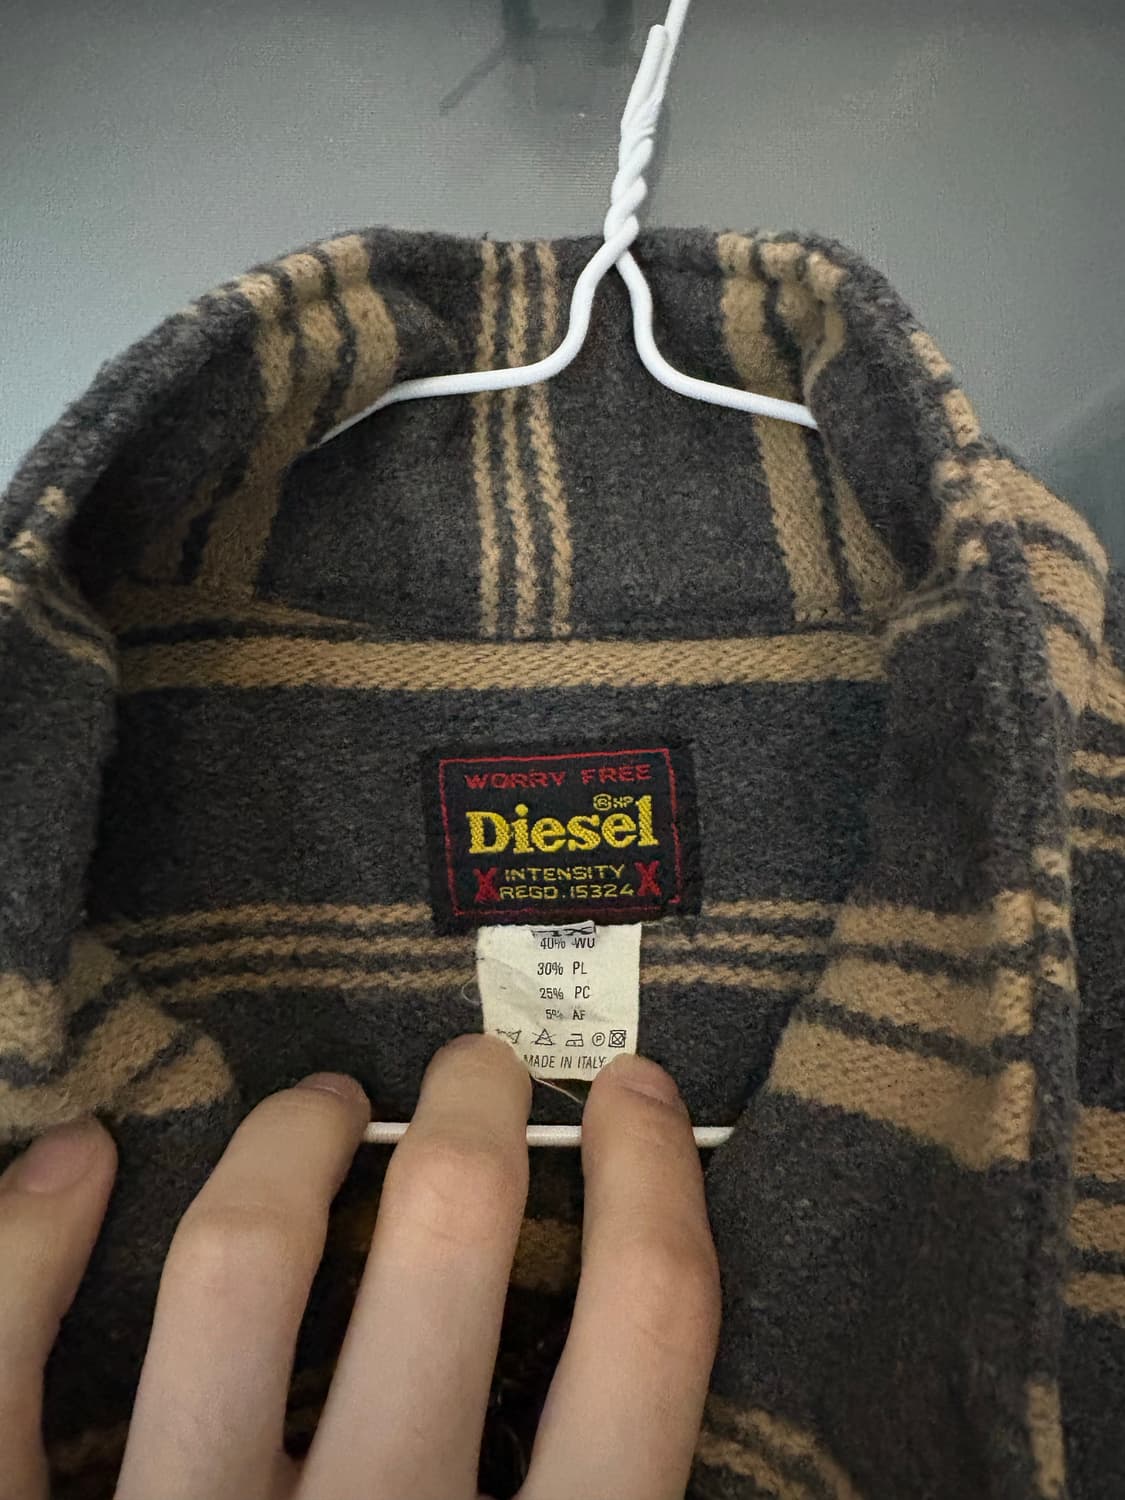 WORRY FREE
Diesel
INTENSITY
REGD.15324
40% WO
30% PL
25% PC
5% AF
MADE IN ITALY